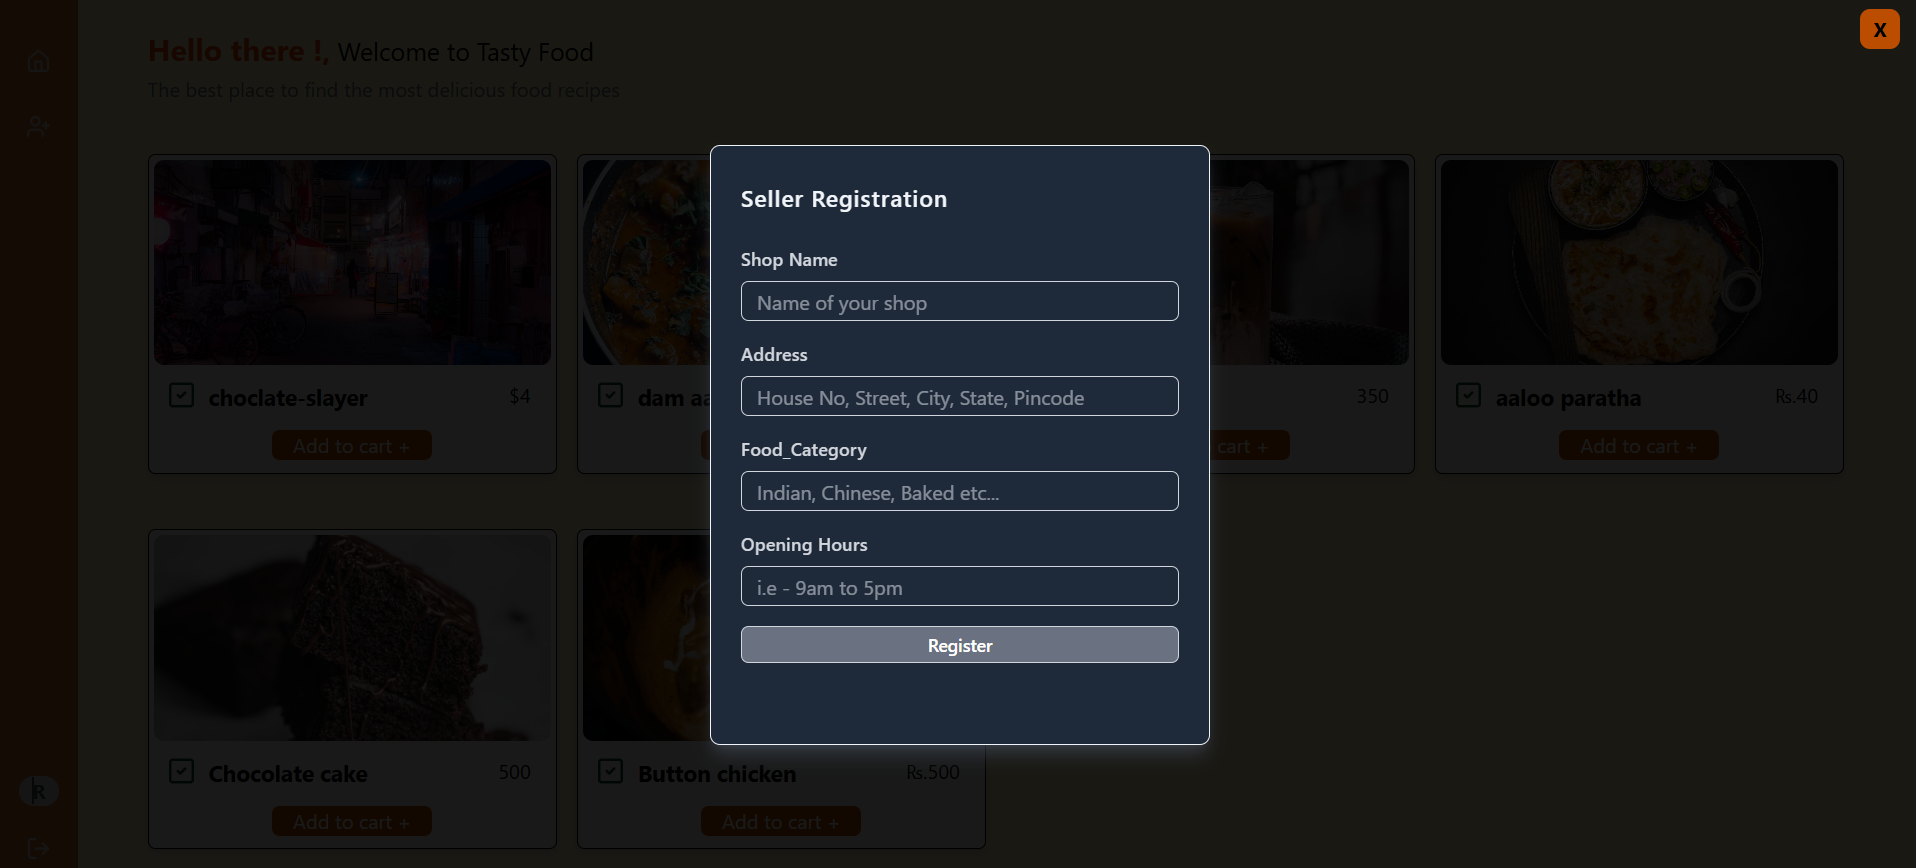 X
Hello there !, Welcome to Tasty Food
The best place to find the most delicious food recipes
choclate-slayer $4
Add to cart +
dam aa
350
cart +
aaloo paratha Rs.40
Add to cart +
Seller Registration
Shop Name
Name of your shop
Address
House No, Street, City, State, Pincode
Food_Category
Indian, Chinese, Baked etc...
Opening Hours
i.e - 9am to 5pm
Register
Chocolate cake 500
Add to cart +
Button chicken Rs.500
Add to cart +
R